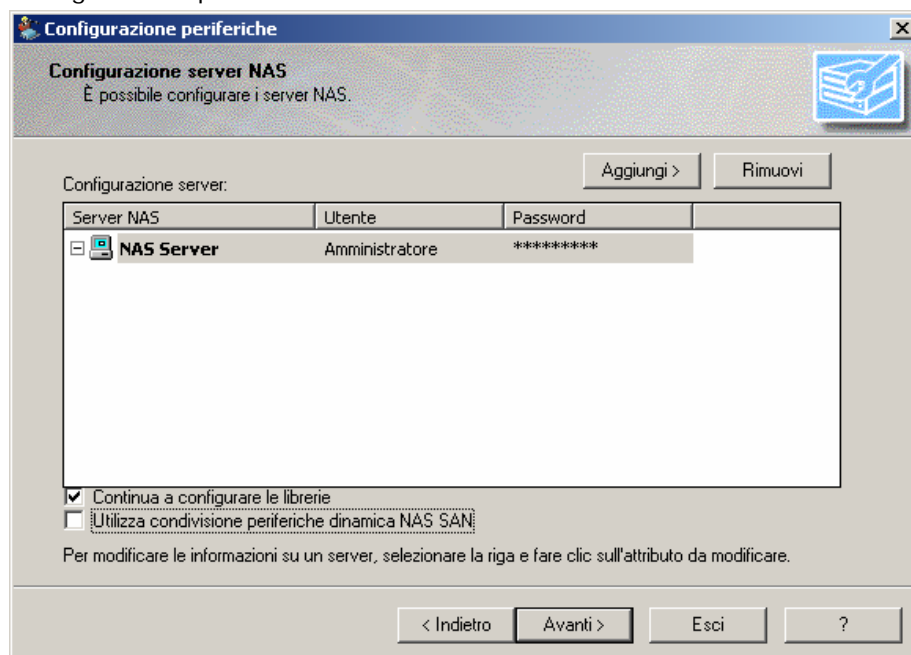 Configurazione periferiche
Configurazione server NAS
È possibile configurare i server NAS.
Aggiungi >
Rimuovi
Configurazione server:
Server NAS Utente Password
NAS Server Amministratore *********
Continua a configurare le librerie
Utilizza condivisione periferiche dinamica NAS SAN
Per modificare le informazioni su un server, selezionare la riga e fare clic sull'attributo da modificare.
< Indietro Avanti > Esci ?